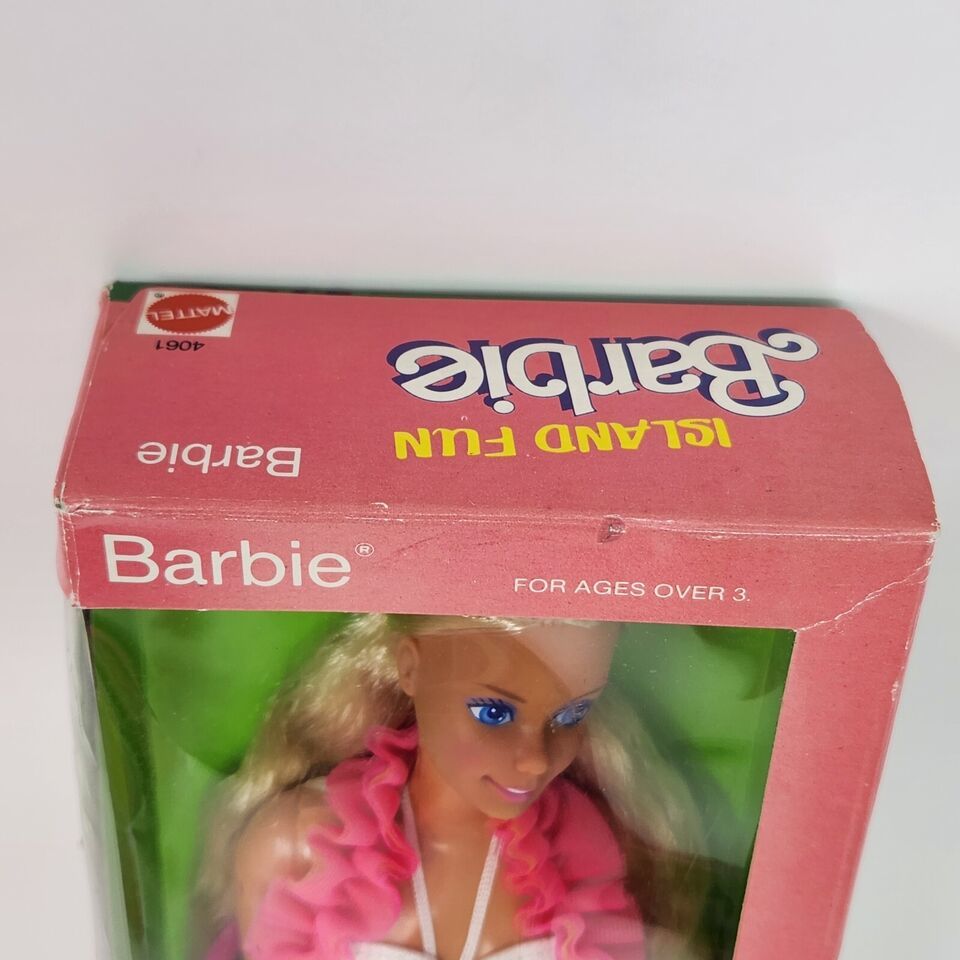 MATTEL
®
4061
Barbie
ISLAND FUN
Barbie
Barbie®
FOR AGES OVER 3.